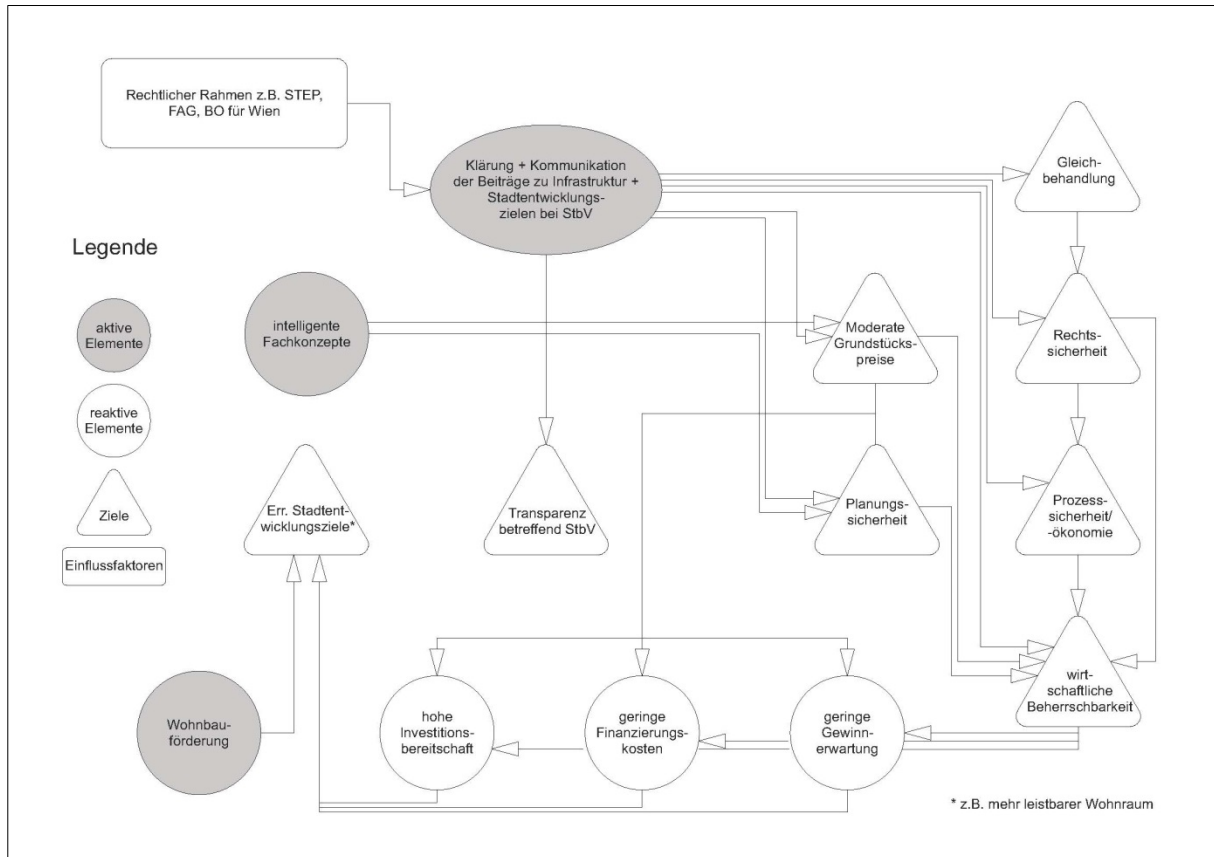 Rechtlicher Rahmen z.B. STEP,
FAG, BO für Wien
Klärung + Kommunikation
der Beiträge zu Infrastruktur +
Stadtentwicklungs-
zielen bei StbV
Gleich-
behandlung
Legende
aktive
Elemente
reaktive
Elemente
Ziele
Einflussfaktoren
intelligente
Fachkonzepte
Moderate
Grundstücks-
preise
Rechts-
sicherheit
Err. Stadtent-
wicklungsziele*
Transparenz
betreffend StbV
Planungs-
sicherheit
Prozess-
sicherheit/
-ökonomie
Wohnbau-
förderung
hohe
Investitions-
bereitschaft
geringe
Finanzierungs-
kosten
geringe
Gewinn-
erwartung
wirt-
schaftliche
Beherrschbarkeit
* z.B. mehr leistbarer Wohnraum